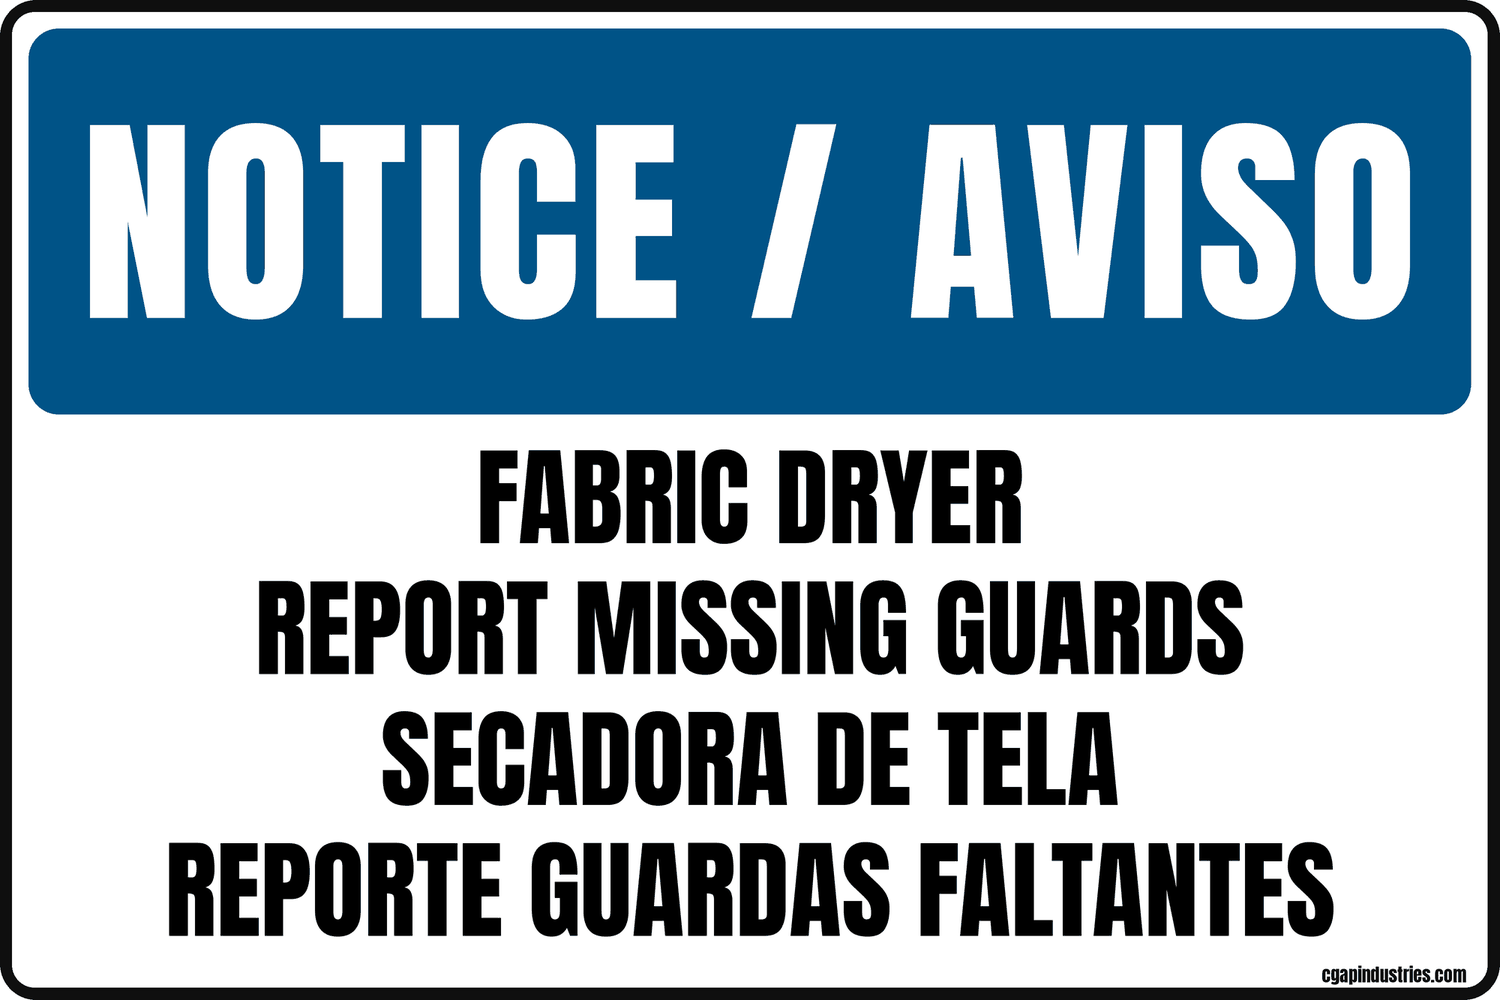 NOTICE / AVISO
FABRIC DRYER
REPORT MISSING GUARDS
SECADORA DE TELA
REPORTE GUARDAS FALTANTES
cgapindustries.com